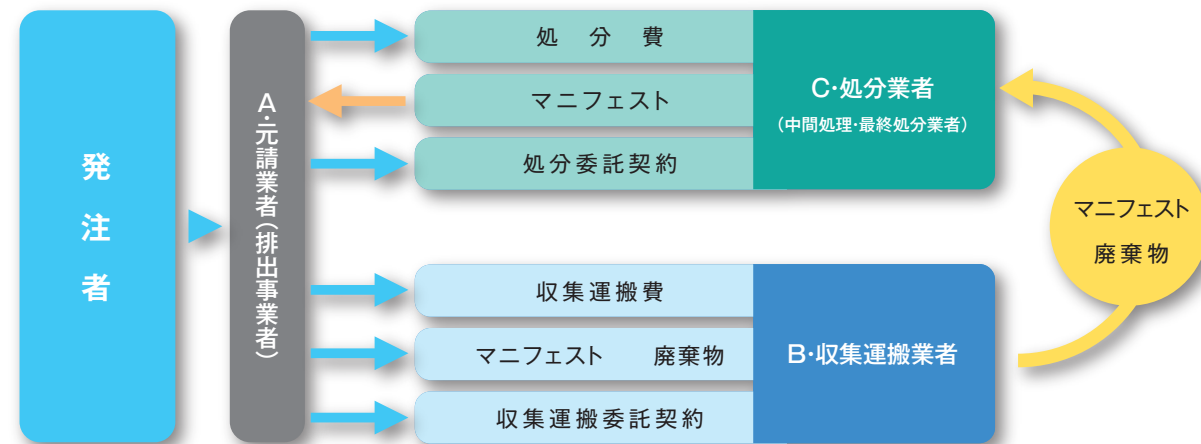 発注者
A・元請業者(排出事業者)
処分費
マニフェスト
処分委託契約
C・処分業者
(中間処理・最終処分業者)
マニフェスト
廃棄物
収集運搬費
マニフェスト 廃棄物
収集運搬委託契約
B・収集運搬業者